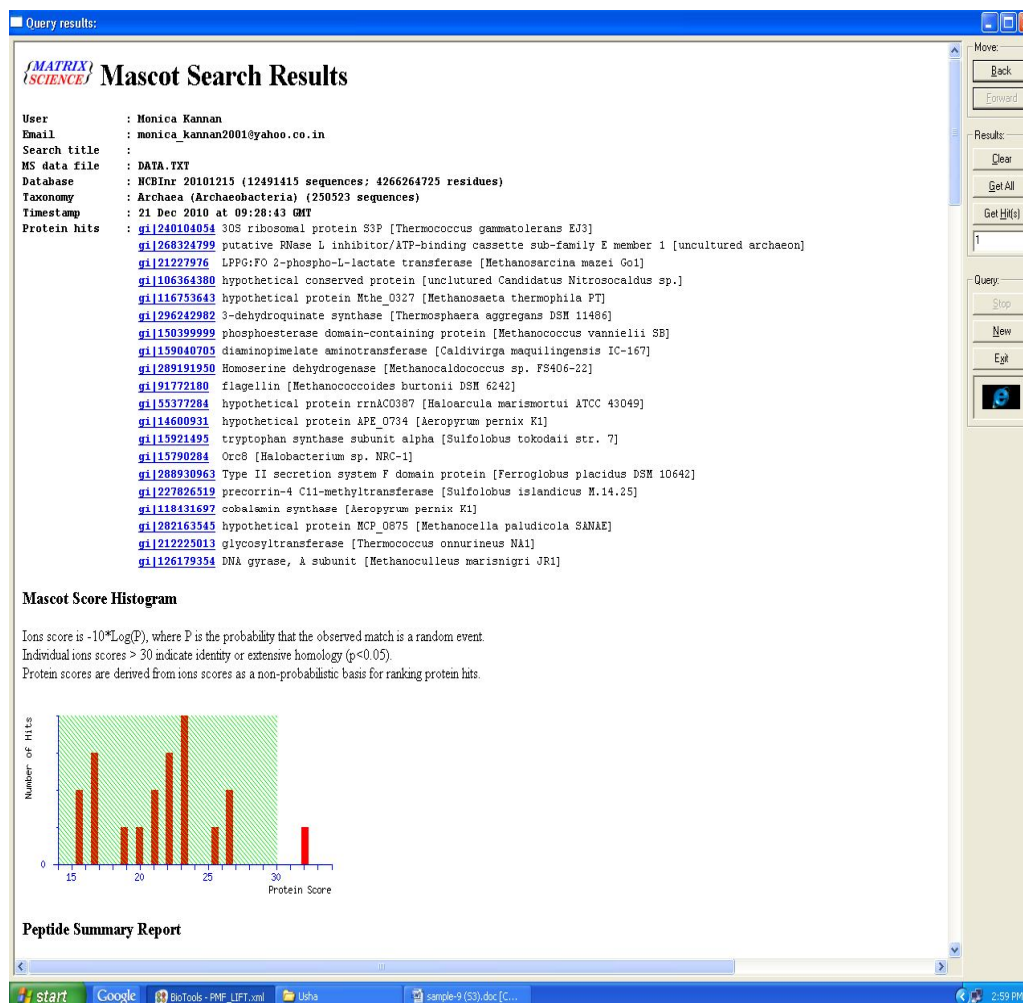 Query results:
{MATRIX
SCIENCE} Mascot Search Results
User : Monica Kannan
Email : monica_kannan2001@yahoo.co.in
Search title :
MS data file : DATA.TXT
Database : NCBInr 20101215 (12491415 sequences; 4266264725 residues)
Taxonomy : Archaea (Archaeobacteria) (250523 sequences)
Timestamp : 21 Dec 2010 at 09:28:43 GMT
Protein hits : gi|240104054 30S ribosomal protein S3P [Thermococcus gammatolerans EJ3]
gi|268324799 putative RNase L inhibitor/ATP-binding cassette sub-family E member 1 [uncultured archaeon]
gi|21227976 LPPG:FO 2-phospho-L-lactate transferase [Methanosarcina mazei Go1]
gi|106364380 hypothetical conserved protein [unclutured Candidatus Nitrosocaldus sp.]
gi|116753643 hypothetical protein Mthe_0327 [Methanosaeta thermophila PT]
gi|296242982 3-dehydroquinate synthase [Thermosphaera aggregans DSM 11486]
gi|150399999 phosphoesterase domain-containing protein [Methanococcus vannielii SB]
gi|159040705 diaminopimelate aminotransferase [Caldivirga maquilingensis IC-167]
gi|289191950 Homoserine dehydrogenase [Methanocaldococcus sp. FS406-22]
gi|91772180 flagellin [Methanococcoides burtonii DSM 6242]
gi|55377284 hypothetical protein rrnAC0387 [Haloarcula marismortui ATCC 43049]
gi|14600931 hypothetical protein APE_0734 [Aeropyrum pernix K1]
gi|15921495 tryptophan synthase subunit alpha [Sulfolobus tokodaii str. 7]
gi|15790284 Orc8 [Halobacterium sp. NRC-1]
gi|288930963 Type II secretion system F domain protein [Ferroglobus placidus DSM 10642]
gi|227826519 precorrin-4 C11-methyltransferase [Sulfolobus islandicus M.14.25]
gi|118431697 cobalamin synthase [Aeropyrum pernix K1]
gi|282163545 hypothetical protein MCP_0875 [Methanocella paludicola SANAE]
gi|212225013 glycosyltransferase [Thermococcus onnurineus NA1]
gi|126179354 DNA gyrase, A subunit [Methanoculleus marisnigri JR1]
Mascot Score Histogram
Ions score is -10*Log(P), where P is the probability that the observed match is a random event.
Individual ions scores > 30 indicate identity or extensive homology (p<0.05).
Protein scores are derived from ions scores as a non-probabilistic basis for ranking protein hits.
Number of Hits
0
15 20 25 30
Protein Score
Peptide Summary Report
Move:
Back
Forward
Results:
Clear
Get All
Get Hit(s)
1
Query:
Stop
New
Exit
start Google BioTools - PMF_LIFT.xml Usha sample-9 (53).doc [C... 2:59 PM